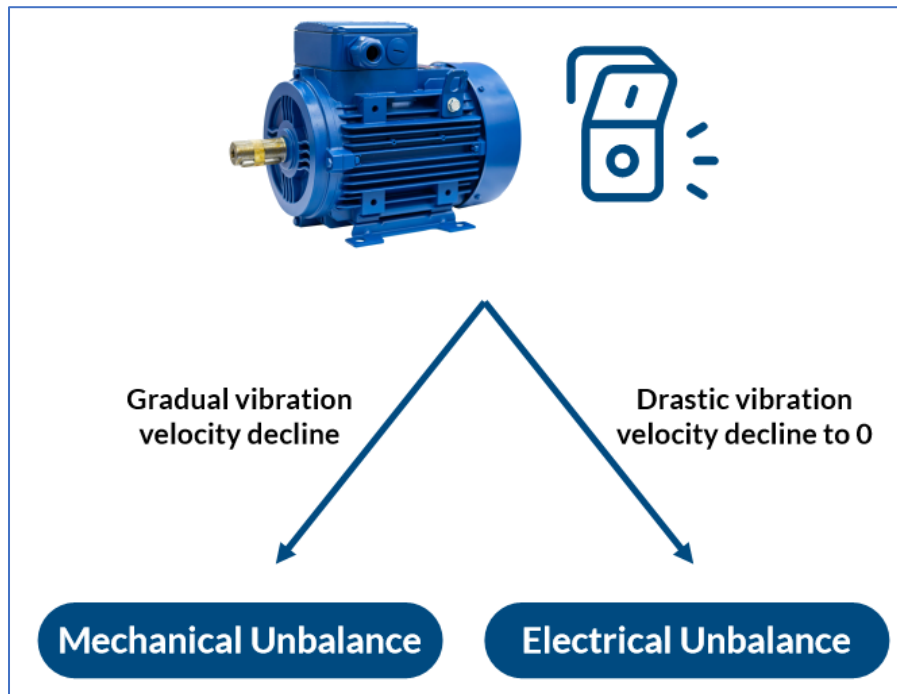 Gradual vibration
velocity decline
Drastic vibration
velocity decline to 0
Mechanical Unbalance
Electrical Unbalance